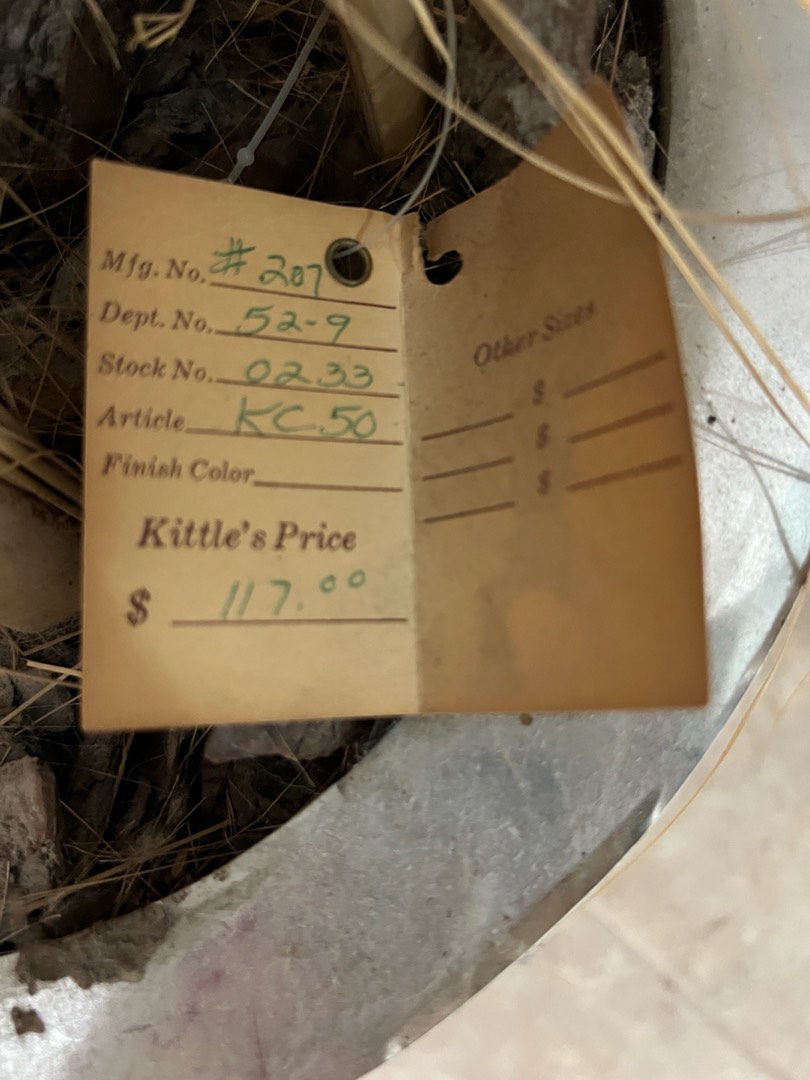 Mfg. No. # 207
Dept. No. 52-9
Stock No. 0233
Article KC 50
Finish Color
Kittle's Price
$ 117.00
Other Sizes
$
$
$